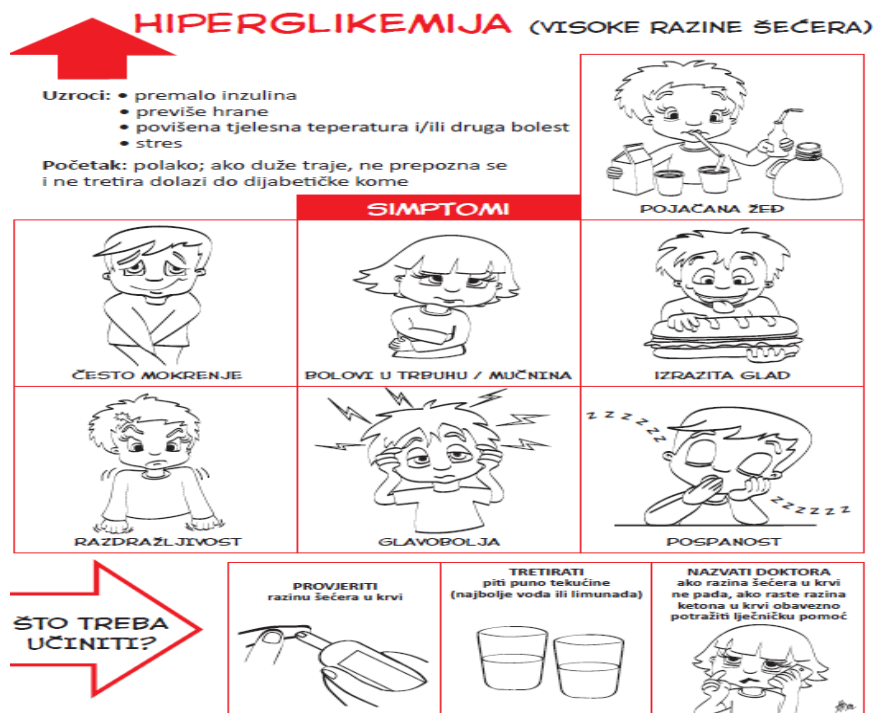 HIPERGLIKEMIJA (VISOKE RAZINE ŠEĆERA)
Uzroci: • premalo inzulina
• previše hrane
• povišena tjelesna teperatura i/ili druga bolest
• stres
Početak: polako; ako duže traje, ne prepozna se
i ne tretira dolazi do dijabetičke kome
SIMPTOMI
POJAČANA ŽEĐ
ČESTO MOKRENJE
BOLOVI U TRBUHU / MUČNINA
IZRAZITA GLAD
RAZDRAŽLJIVOST
GLAVOBOLJA
z z z z z z z
z z z z z z z
POSPANOST
ŠTO TREBA
UČINITI?
PROVJERITI
razinu šećera u krvi
TRETIRATI
piti puno tekućine
(najbolje voda ili limunada)
NAZVATI DOKTORA
ako razina šećera u krvi
ne pada, ako raste razina
ketona u krvi obavezno
potražiti lječničku pomoć